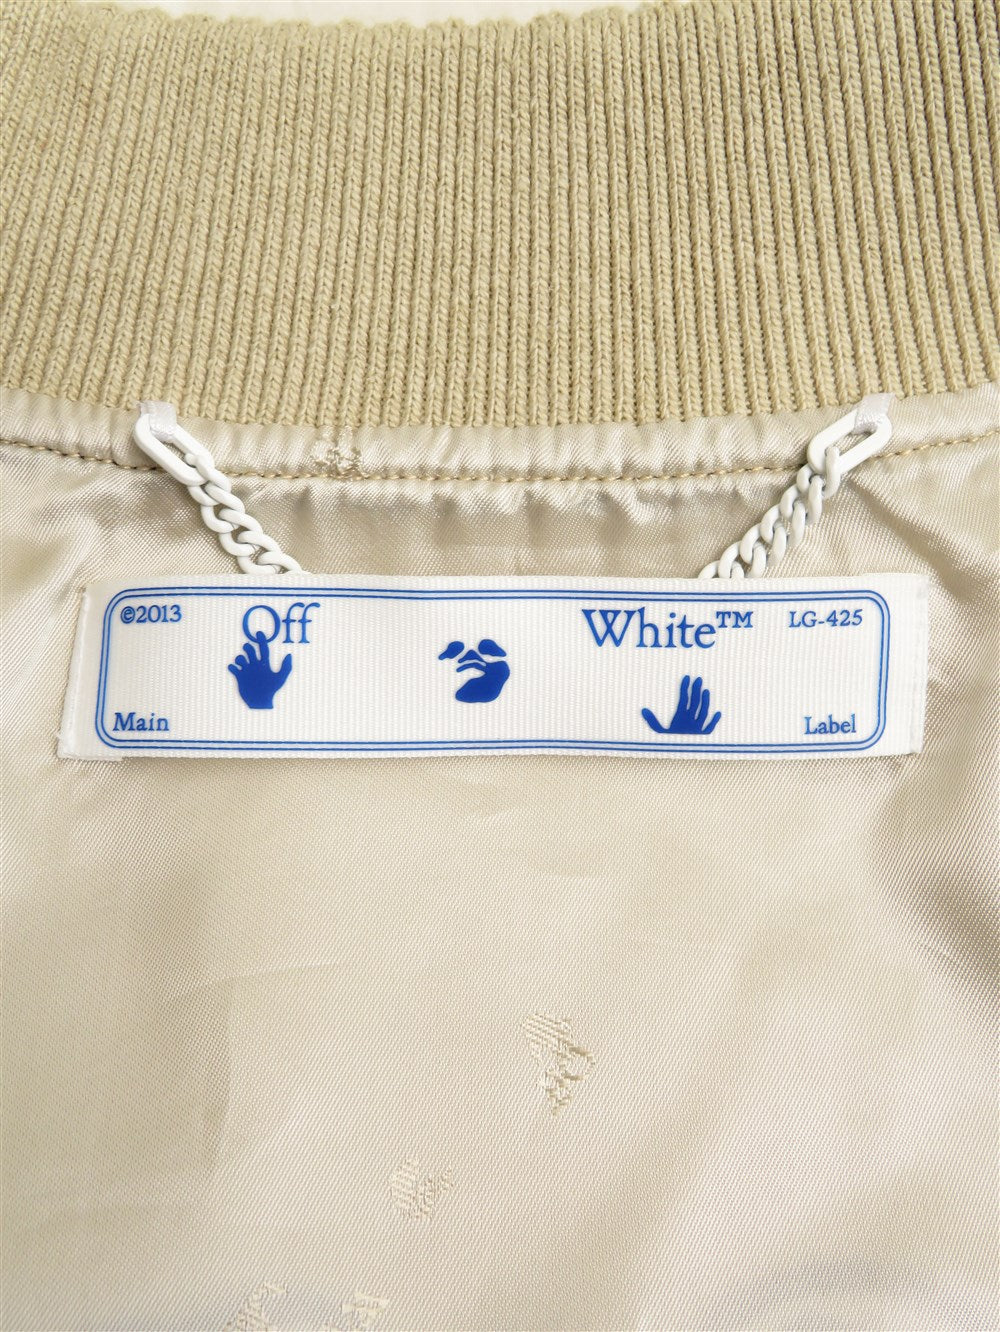 ©2013 Off White™ LG-425
Main Label